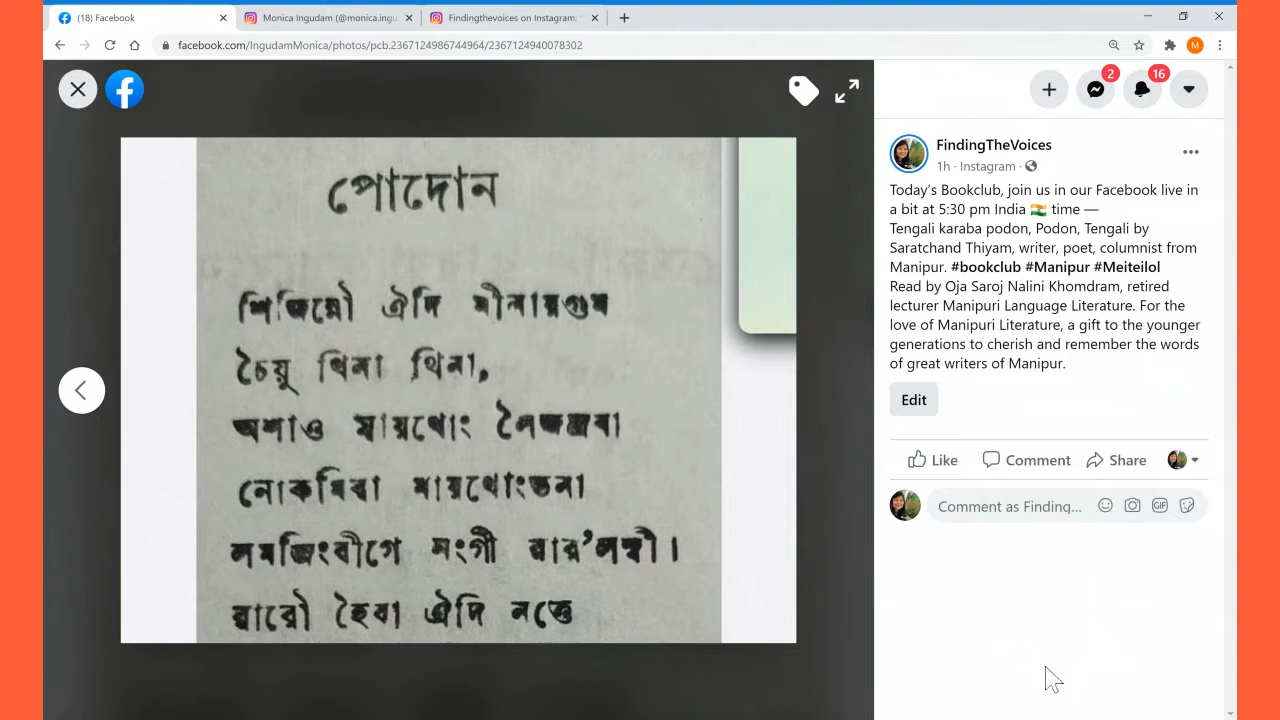 (18) Facebook
Monica Ingudam (@monica.ingu
Findingthevoices on Instagram: "
facebook.com/IngudamMonica/photos/pcb.2367124986744964/2367124940078302
M
2
16
পোদোন
ঐদি
চৈয়ু থিনা থিনা,
অশাও
হৈবা ঐদি নত্তে
FindingTheVoices
1h · Instagram ·
Today's Bookclub, join us in our Facebook live in
a bit at 5:30 pm India 🇮🇳 time —
Tengali karaba podon, Podon, Tengali by
Saratchand Thiyam, writer, poet, columnist from
Manipur. #bookclub #Manipur #Meiteilol
Read by Oja Saroj Nalini Khomdram, retired
lecturer Manipuri Language Literature. For the
love of Manipuri Literature, a gift to the younger
generations to cherish and remember the words
of great writers of Manipur.
Edit
Like Comment Share
Comment as Finding... GIF